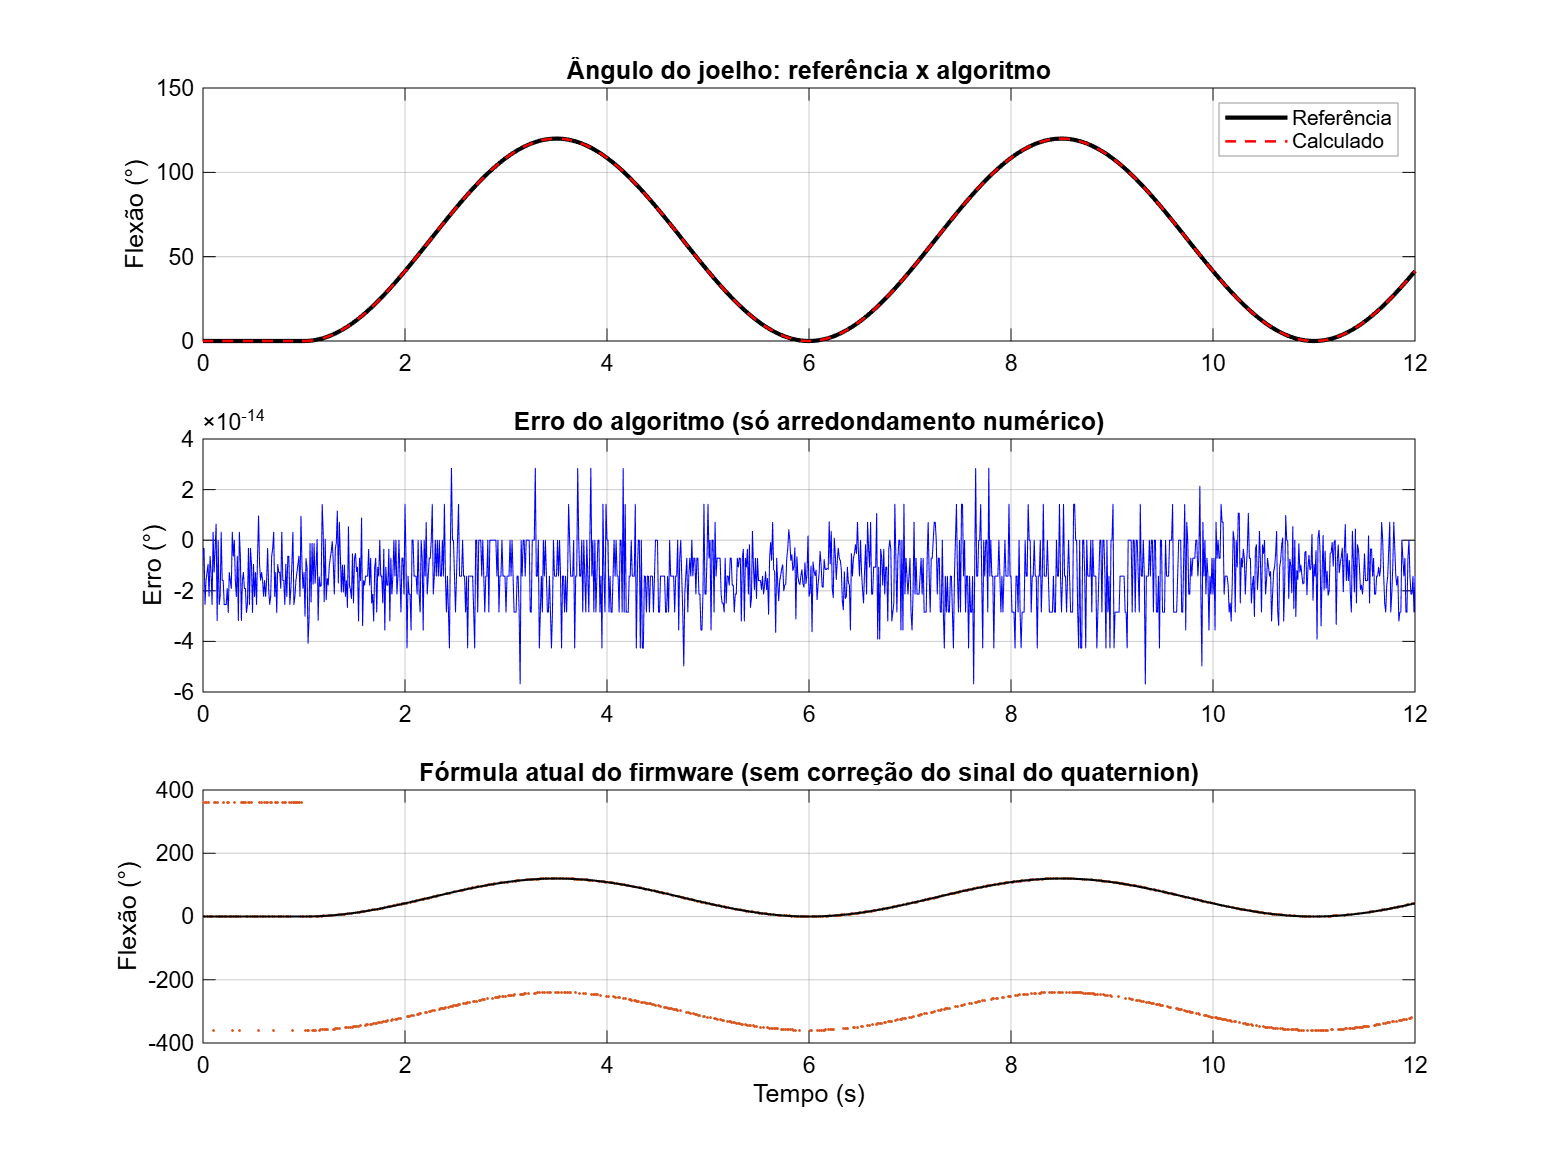 Ângulo do joelho: referência x algoritmo
150
100
50
0
Flexão (°)
Referência
Calculado
0 2 4 6 8 10 12
×10-14
Erro do algoritmo (só arredondamento numérico)
4
2
0
-2
-4
-6
Erro (°)
0 2 4 6 8 10 12
Fórmula atual do firmware (sem correção do sinal do quaternion)
400
200
0
-200
-400
Flexão (°)
0 2 4 6 8 10 12
Tempo (s)